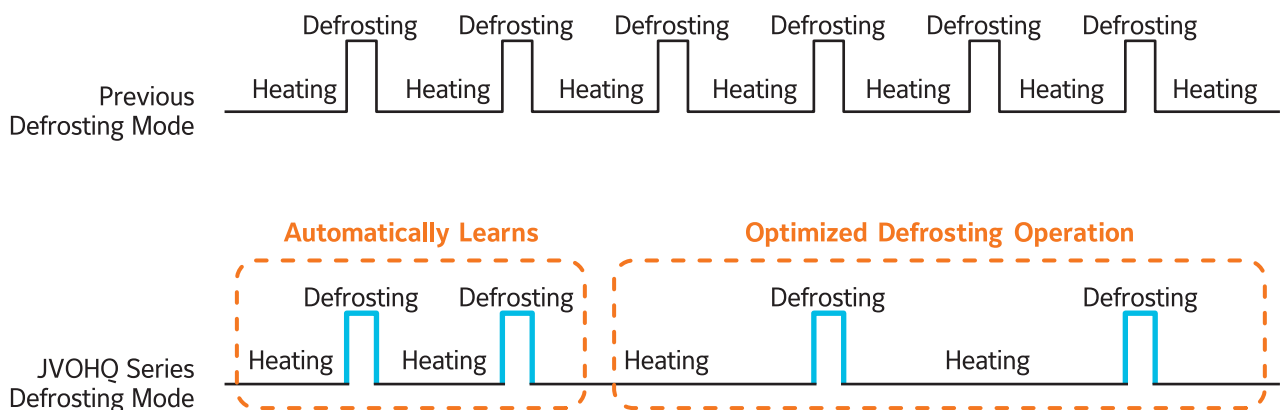 Defrosting Defrosting Defrosting Defrosting Defrosting Defrosting
Heating Heating Heating Heating Heating Heating Heating
Previous
Defrosting Mode
Automatically Learns
Optimized Defrosting Operation
Defrosting Defrosting Defrosting Defrosting
Heating Heating Heating Heating
JVOHQ Series
Defrosting Mode